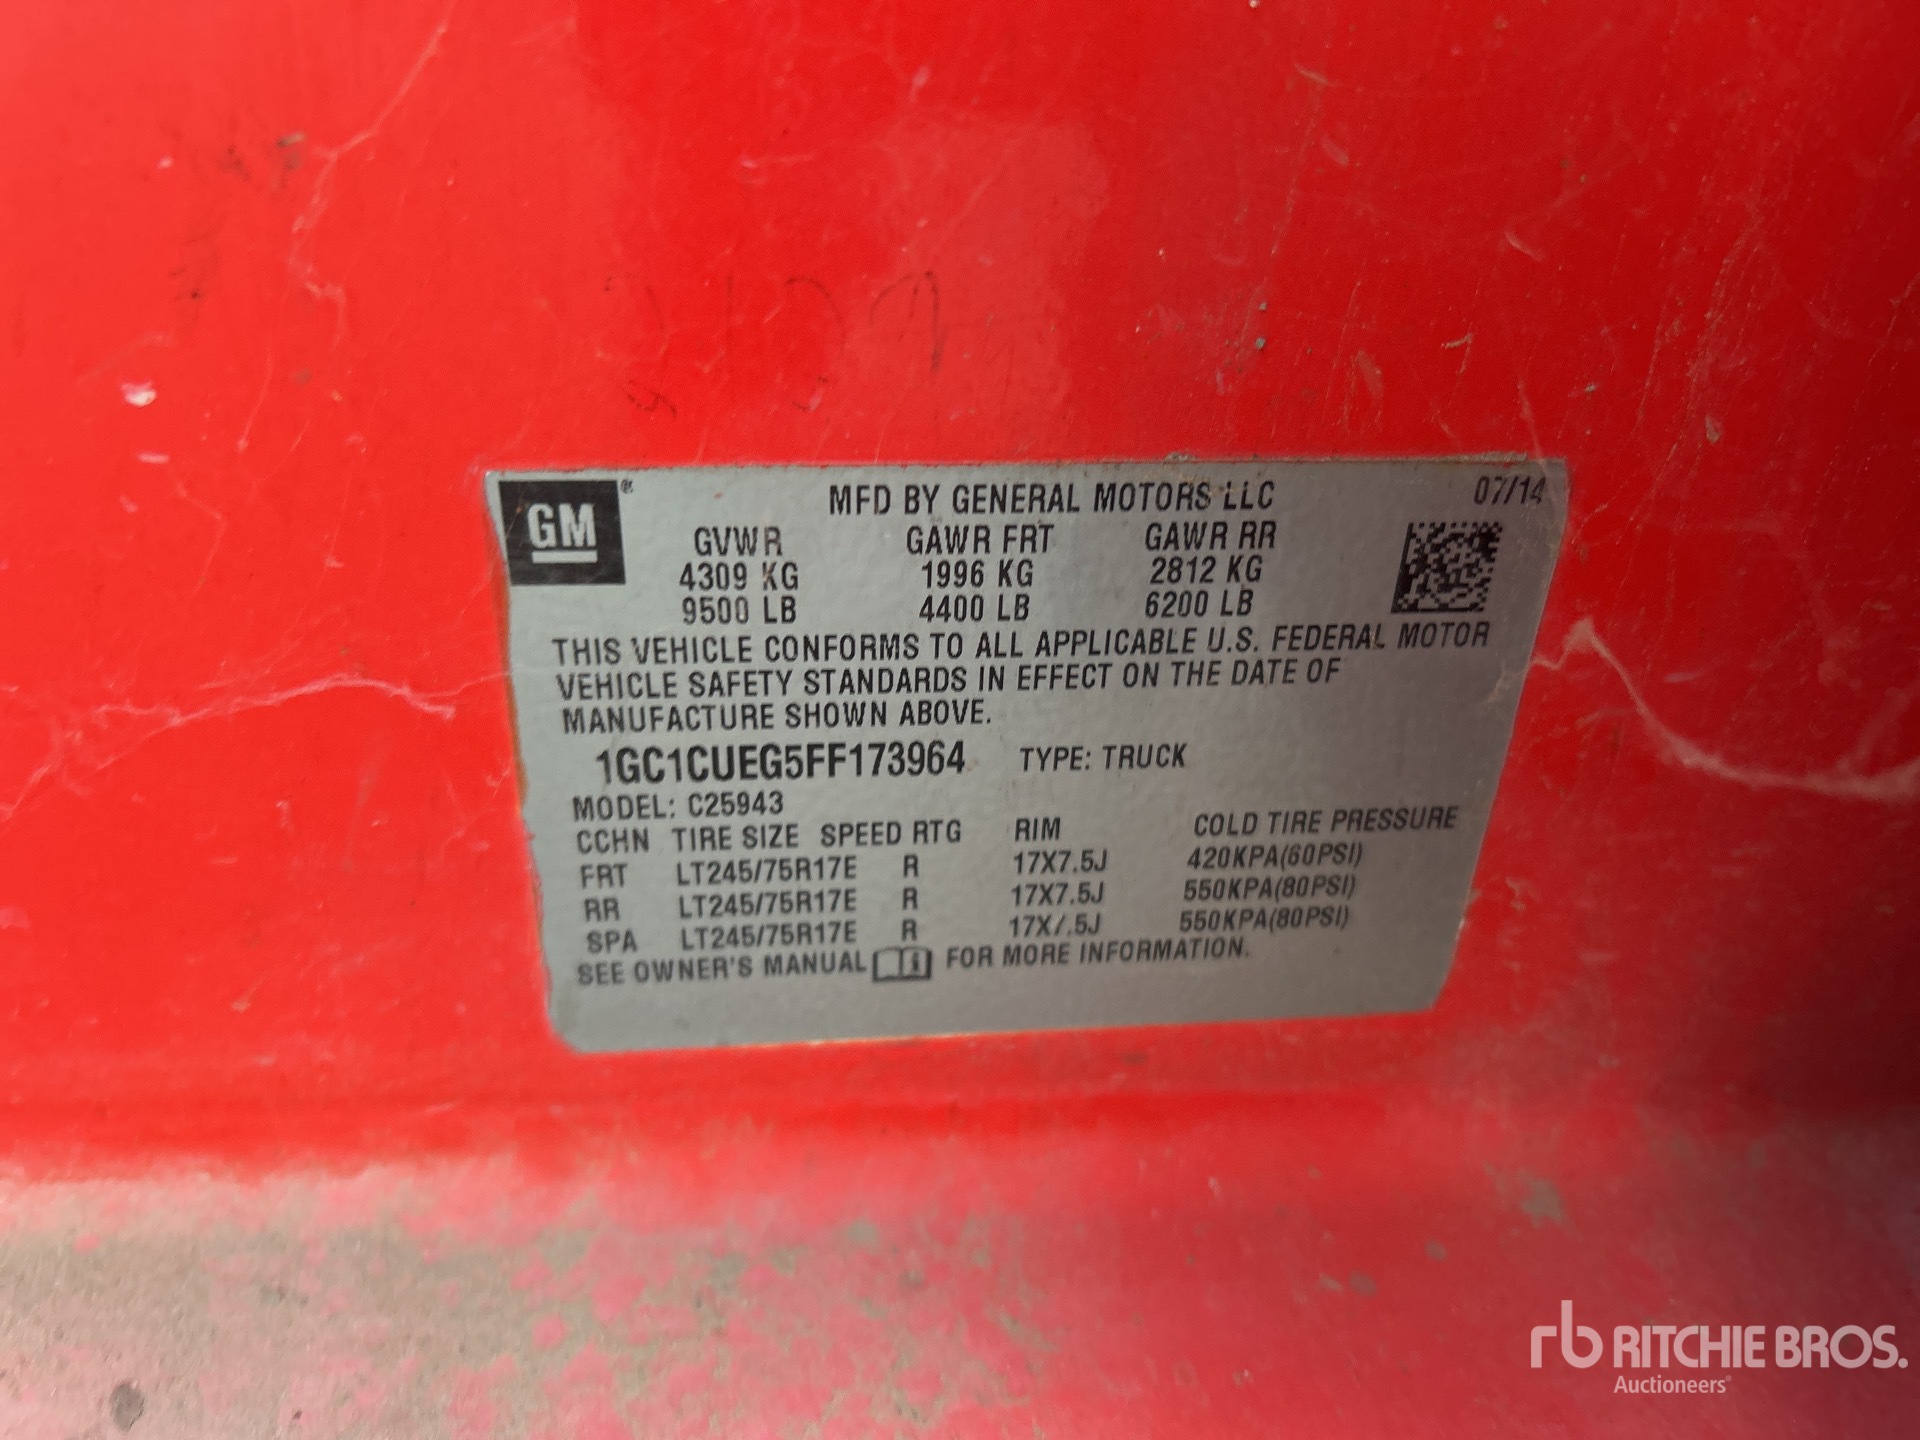 GM ® MFD BY GENERAL MOTORS LLC 07/14
GVWR GAWR FRT GAWR RR
4309 KG 1996 KG 2812 KG
9500 LB 4400 LB 6200 LB
THIS VEHICLE CONFORMS TO ALL APPLICABLE U.S. FEDERAL MOTOR
VEHICLE SAFETY STANDARDS IN EFFECT ON THE DATE OF
MANUFACTURE SHOWN ABOVE.
1GC1CUEG5FF173964 TYPE: TRUCK
MODEL: C25943
CCHN TIRE SIZE SPEED RTG RIM COLD TIRE PRESSURE
FRT LT245/75R17E R 17X7.5J 420KPA(60PSI)
RR LT245/75R17E R 17X7.5J 550KPA(80PSI)
SPA LT245/75R17E R 17X7.5J 550KPA(80PSI)
SEE OWNER'S MANUAL FOR MORE INFORMATION.
rb RITCHIE BROS.
Auctioneers